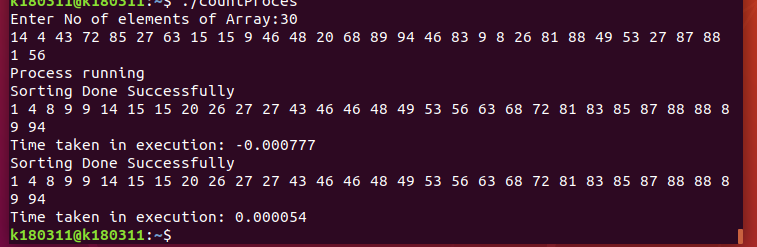 k180311@k180311:~$ ./countProces
Enter No of elements of Array:30
14 4 43 72 85 27 63 15 15 9 46 48 20 68 89 94 46 83 9 8 26 81 88 49 53 27 87 88
1 56
Process running
Sorting Done Successfully
1 4 8 9 9 14 15 15 20 26 27 27 43 46 46 48 49 53 56 63 68 72 81 83 85 87 88 88 8
9 94
Time taken in execution: -0.000777
Sorting Done Successfully
1 4 8 9 9 14 15 15 20 26 27 27 43 46 46 48 49 53 56 63 68 72 81 83 85 87 88 88 8
9 94
Time taken in execution: 0.000054
k180311@k180311:~$